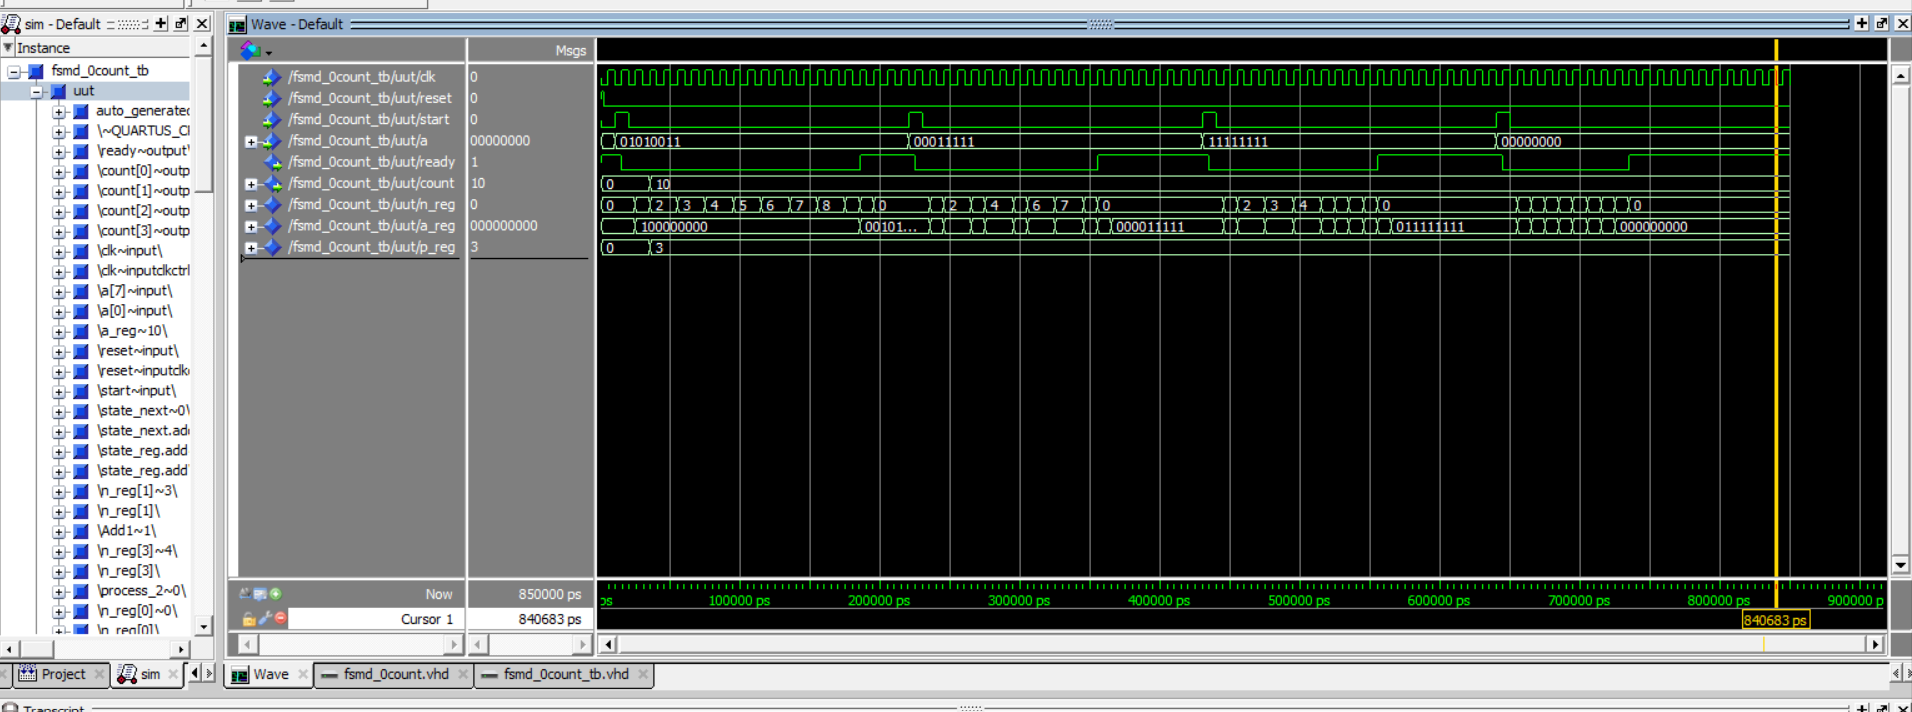 sim - Default
Wave - Default
Instance
Msgs
fsmd_0count_tb
uut
auto_generated
\~QUARTUS_CI
\ready~output\
\count[0]~outp
\count[1]~outp
\count[2]~outp
\count[3]~outp
\clk~input\
\clk~inputclkctrl
\a[7]~input\
\a[0]~input\
\a_reg~10\
\reset~input\
\reset~inputclk
\start~input\
\state_next~0\
\state_next.add
\state_reg.add
\state_reg.add
\n_reg[1]~3\
\n_reg[1]\
\Add1~1\
\n_reg[3]~4\
\n_reg[3]\
\process_2~0\
\n_reg[0]~0\
\n_reg[0]\
/fsmd_0count_tb/uut/clk 0
/fsmd_0count_tb/uut/reset 0
/fsmd_0count_tb/uut/start 0
/fsmd_0count_tb/uut/a 00000000 01010011 00011111 11111111 00000000
/fsmd_0count_tb/uut/ready 1
/fsmd_0count_tb/uut/count 10 0 10
/fsmd_0count_tb/uut/n_reg 0 0 2 3 4 5 6 7 8 0 2 4 6 7 0 2 3 4 0 0
/fsmd_0count_tb/uut/a_reg 000000000 100000000 00101... 000011111 011111111 000000000
/fsmd_0count_tb/uut/p_reg 3 0 3
Now 850000 ps
ps 100000 ps 200000 ps 300000 ps 400000 ps 500000 ps 600000 ps 700000 ps 800000 ps 900000 p
Cursor 1 840683 ps
840683 ps
Project sim
Wave fsmd_0count.vhd fsmd_0count_tb.vhd
Transcript